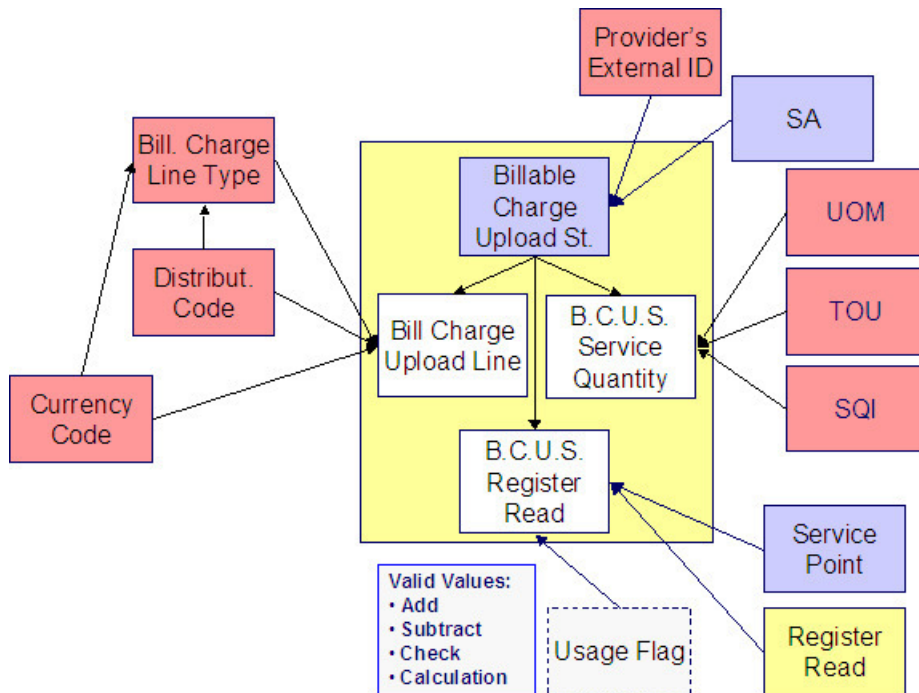 Provider's
External ID
SA
Bill. Charge
Line Type
Billable
Charge
Upload St.
UOM
Distribut.
Code
TOU
Bill Charge
Upload Line
B.C.U.S.
Service
Quantity
Currency
Code
SQI
B.C.U.S.
Register
Read
Service
Point
Valid Values:
• Add
• Subtract
• Check
• Calculation
Usage Flag
Register
Read